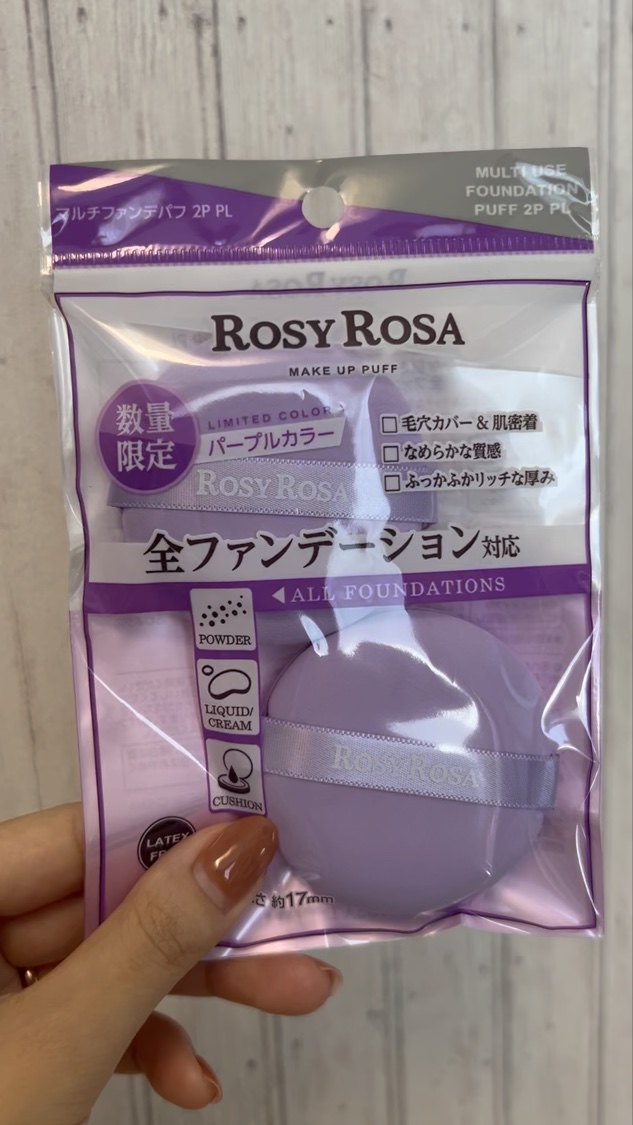 マルチファンデパフ 2P PL
MULTI USE
FOUNDATION
PUFF 2P PL
ROSY ROSA
MAKE UP PUFF
数量
限定
LIMITED COLOR
パープルカラー
毛穴カバー & 肌密着
なめらかな質感
ふっかふかリッチな厚み
ROSY ROSA
全ファンデーション対応
◀ALL FOUNDATIONS
POWDER
LIQUID/
CREAM
CUSHION
ROSY ROSA
LATEX
さ 約17mm